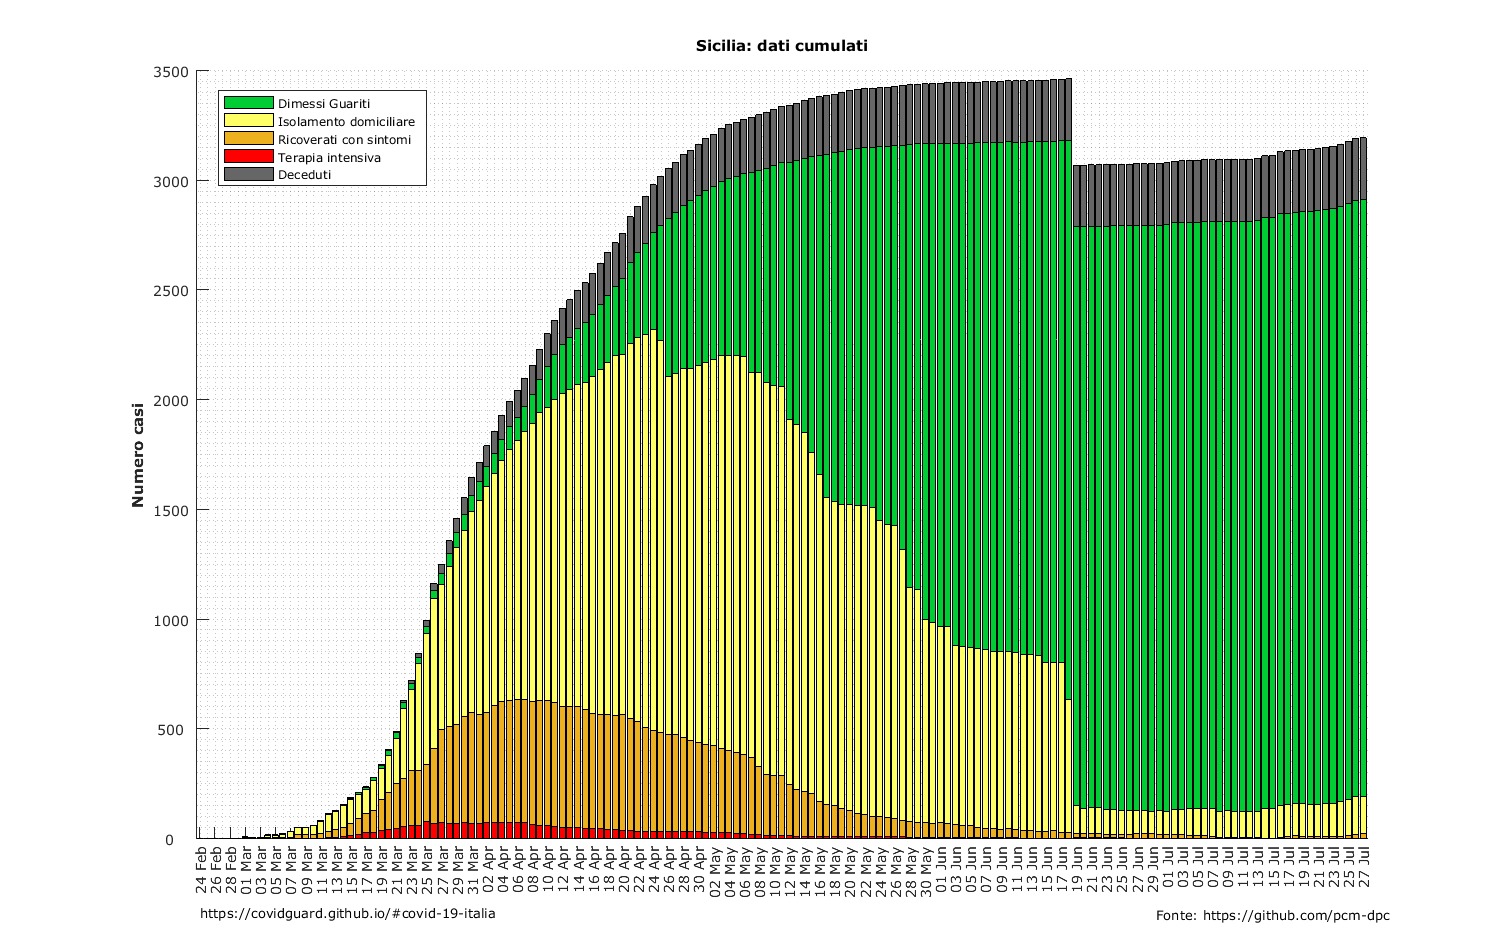 Sicilia: dati cumulati
3500
3000
2500
2000
1500
1000
500
0
Numero casi
Dimessi Guariti
Isolamento domiciliare
Ricoverati con sintomi
Terapia intensiva
Deceduti
24 Feb
26 Feb
28 Feb
01 Mar
03 Mar
05 Mar
07 Mar
09 Mar
11 Mar
13 Mar
15 Mar
17 Mar
19 Mar
21 Mar
23 Mar
25 Mar
27 Mar
29 Mar
31 Mar
02 Apr
04 Apr
06 Apr
08 Apr
10 Apr
12 Apr
14 Apr
16 Apr
18 Apr
20 Apr
22 Apr
24 Apr
26 Apr
28 Apr
30 Apr
02 May
04 May
06 May
08 May
10 May
12 May
14 May
16 May
18 May
20 May
22 May
24 May
26 May
28 May
30 May
01 Jun
03 Jun
05 Jun
07 Jun
09 Jun
11 Jun
13 Jun
15 Jun
17 Jun
19 Jun
21 Jun
23 Jun
25 Jun
27 Jun
29 Jun
01 Jul
03 Jul
05 Jul
07 Jul
09 Jul
11 Jul
13 Jul
15 Jul
17 Jul
19 Jul
21 Jul
23 Jul
25 Jul
27 Jul
https://covidguard.github.io/#covid-19-italia
Fonte: https://github.com/pcm-dpc